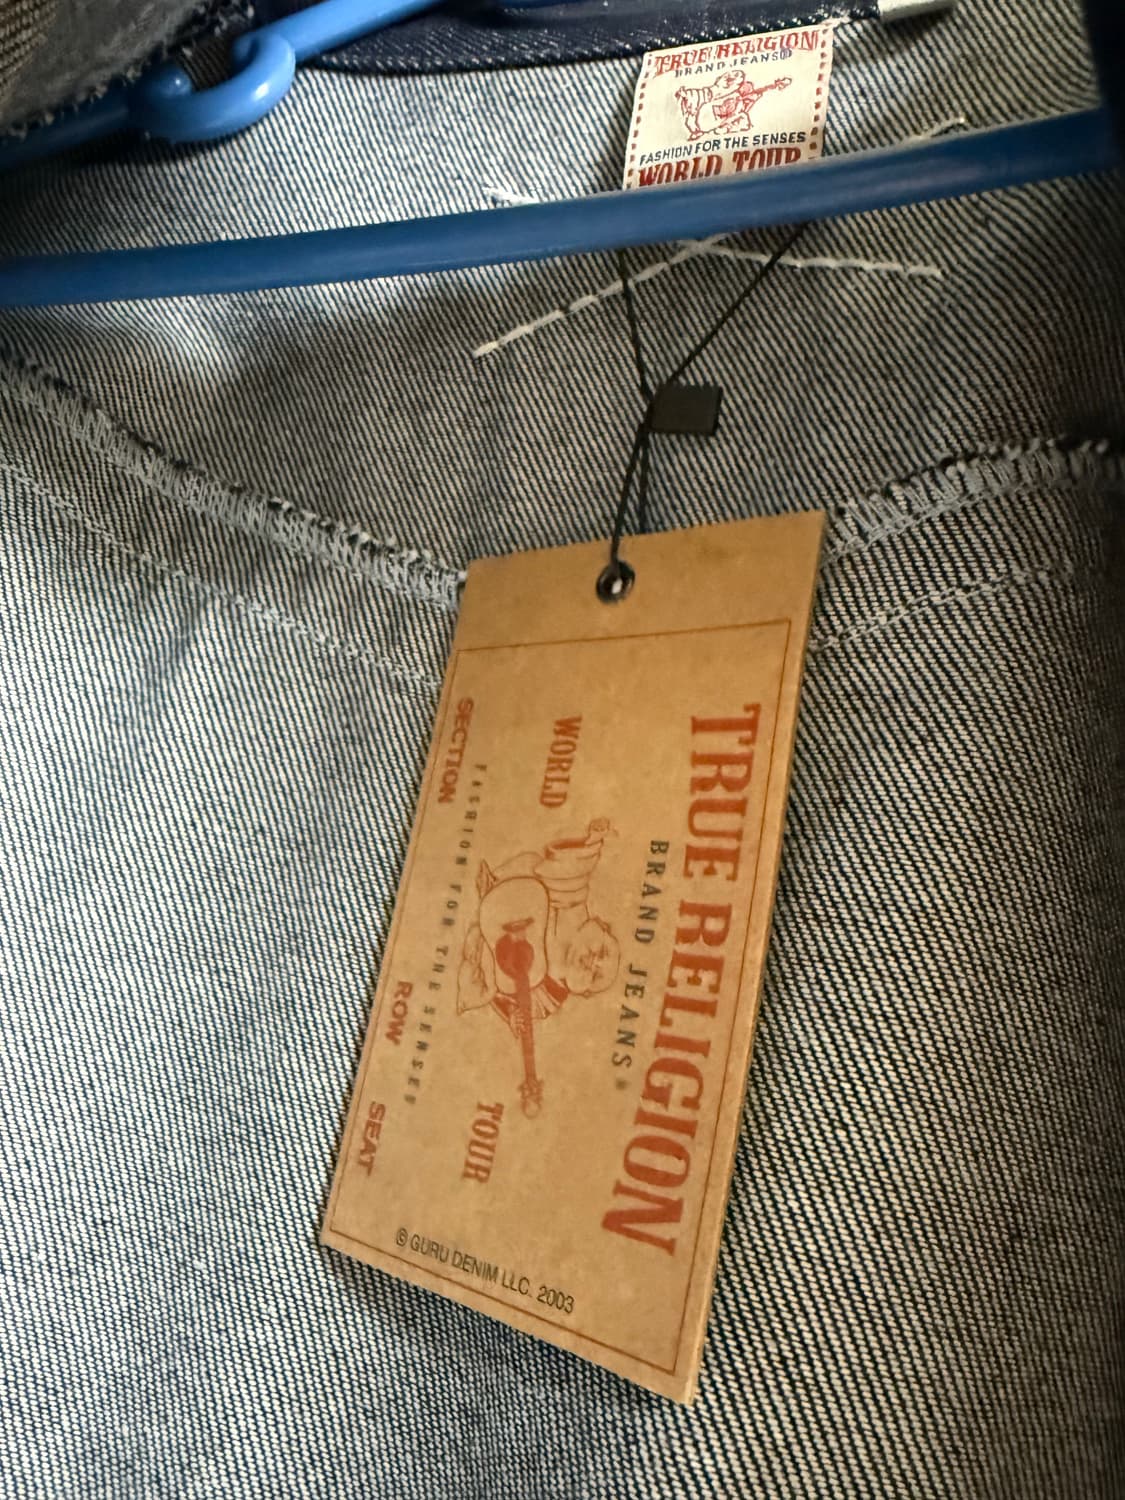 TRUE RELIGION
BRAND JEANS®
FASHION FOR THE SENSES
WORLD TOUR
TRUE RELIGION
BRAND JEANS®
WORLD TOUR
FASHION FOR THE SENSES
SECTION ROW SEAT
© GURU DENIM LLC. 2003